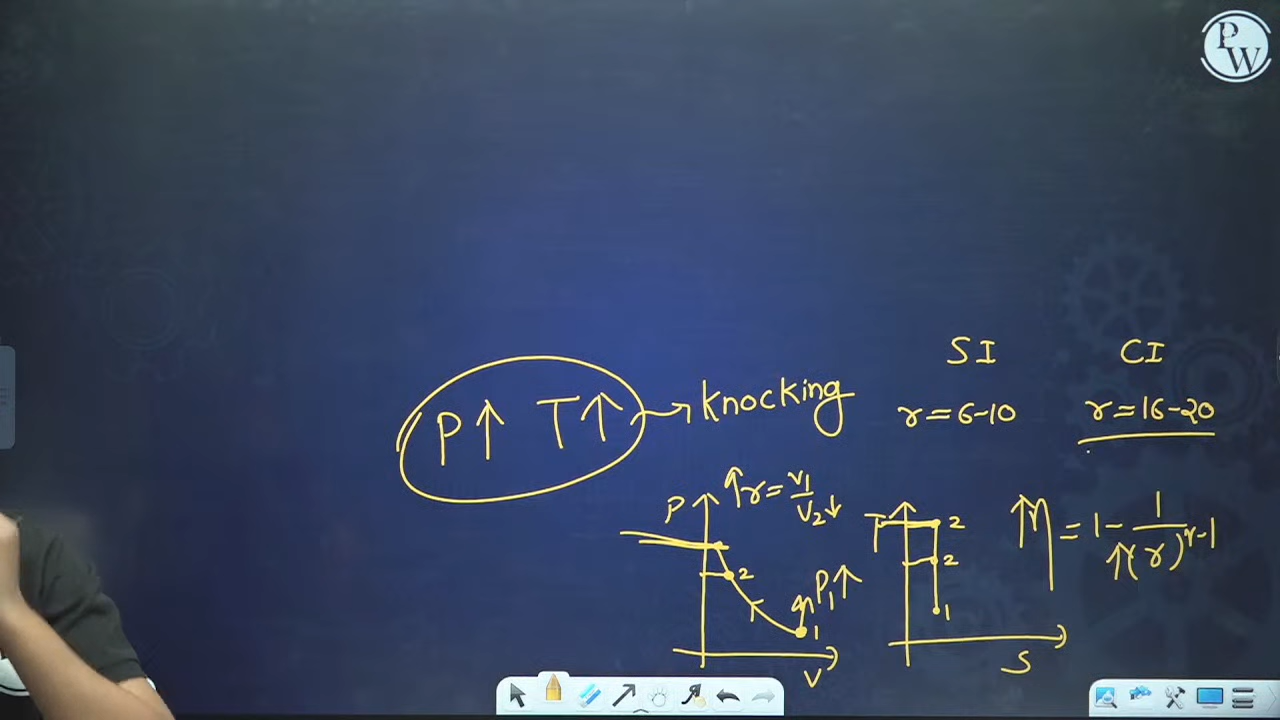 PW
SI CI
P↑ T↑ → Knocking
r=6-10 r=16-20
↑r=V1/V2↓
P
2
P1↑
1
V
T
2
2
1
S
↑η=1-1/↑(r)^γ-1